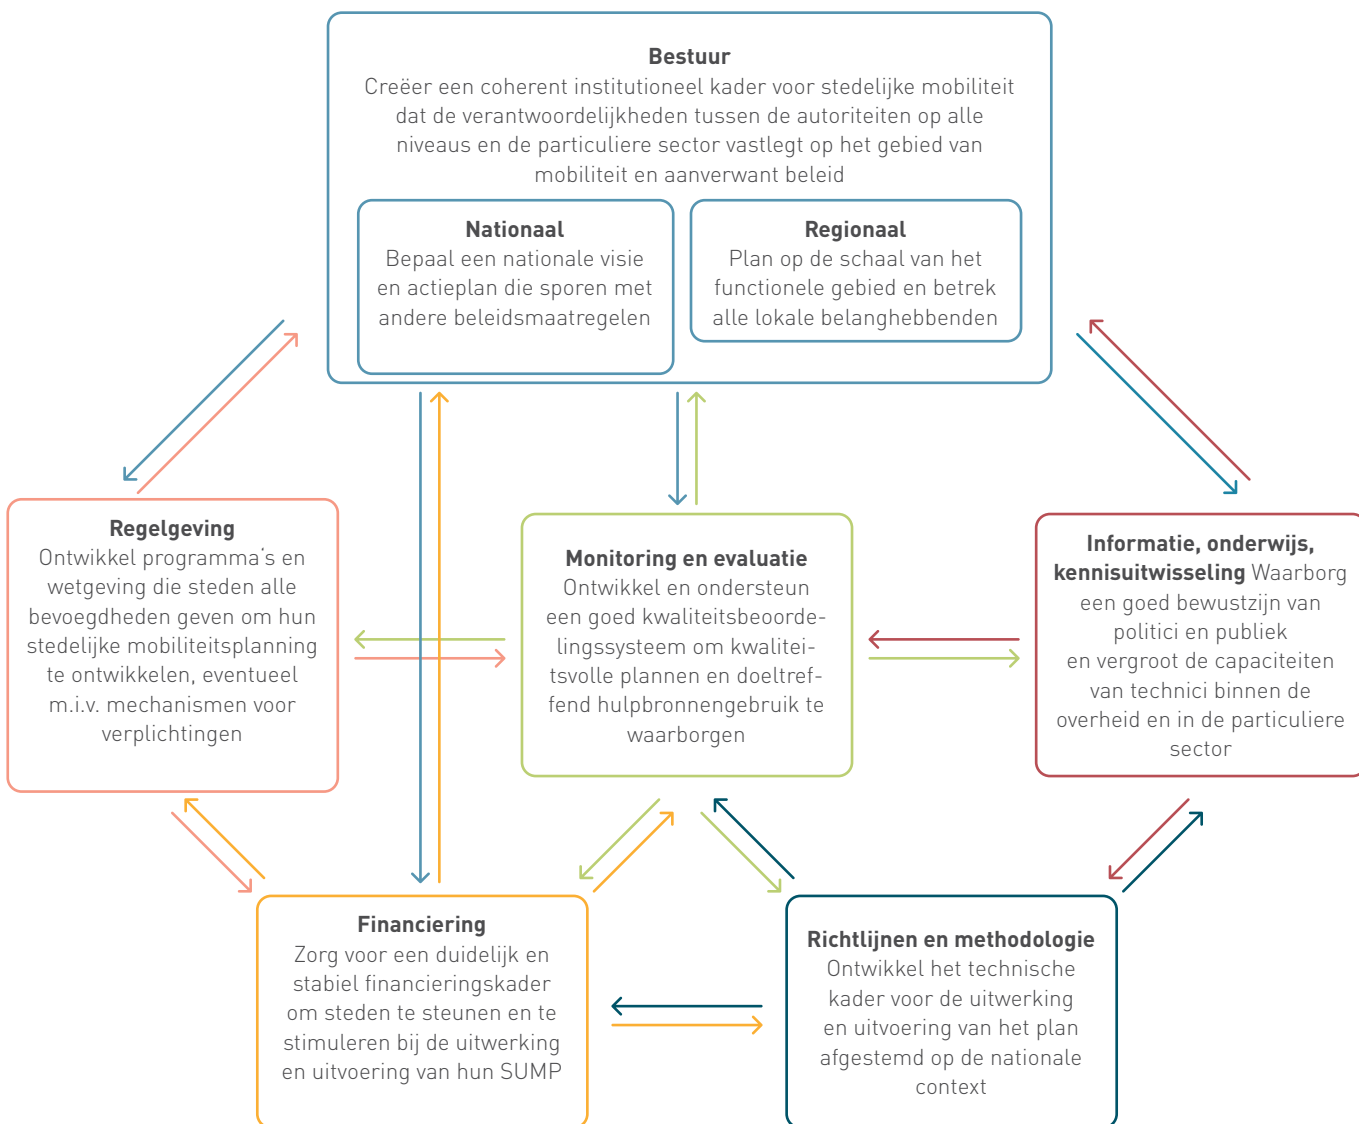 Bestuur
Creëer een coherent institutioneel kader voor stedelijke mobiliteit
dat de verantwoordelijkheden tussen de autoriteiten op alle
niveaus en de particuliere sector vastlegt op het gebied van
mobiliteit en aanverwant beleid
Nationaal
Bepaal een nationale visie
en actieplan die sporen met
andere beleidsmaatregelen
Regionaal
Plan op de schaal van het
functionele gebied en betrek
alle lokale belanghebbenden
Regelgeving
Ontwikkel programma‘s en
wetgeving die steden alle
bevoegdheden geven om hun
stedelijke mobiliteitsplanning
te ontwikkelen, eventueel
m.i.v. mechanismen voor
verplichtingen
Monitoring en evaluatie
Ontwikkel en ondersteun
een goed kwaliteitsbeoorde-
lingssysteem om kwalitei-
tsvolle plannen en doeltref-
fend hulpbronnengebruik te
waarborgen
Informatie, onderwijs,
kennisuitwisseling Waarborg
een goed bewustzijn van
politici en publiek
en vergroot de capaciteiten
van technici binnen de
overheid en in de particuliere
sector
Financiering
Zorg voor een duidelijk en
stabiel financieringskader
om steden te steunen en te
stimuleren bij de uitwerking
en uitvoering van hun SUMP
Richtlijnen en methodologie
Ontwikkel het technische
kader voor de uitwerking
en uitvoering van het plan
afgestemd op de nationale
context